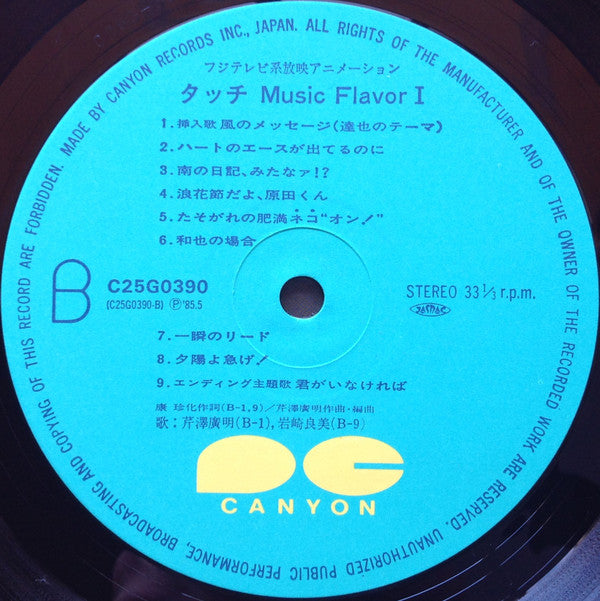 MADE BY CANYON RECORDS INC., JAPAN. ALL RIGHTS OF THE MANUFACTURER AND OF THE OWNER OF THE RECORDED WORK ARE RESERVED. UNAUTHORIZED PUBLIC PERFORMANCE, BROADCASTING AND COPYING OF THIS RECORD ARE FORBIDDEN.
フジテレビ系放映アニメーション
タッチ Music Flavor I
1.挿入歌 風のメッセージ(達也のテーマ)
2.ハートのエースが出てるのに
3.南の日記、みたなァ!?
4.浪花節だよ、原田くん
5.たそがれの肥満ネコ“オン!”
6.和也の場合
B
C25G0390
(C25G0390-B) Ⓟ'85.5
STEREO 33 1/3 r.p.m.
JASRAC
7.一瞬のリード
8.夕陽よ急げ!
9.エンディング主題歌 君がいなければ
康 珍化作詞(B-1,9)/芹澤廣明作曲・編曲
歌:芹澤廣明(B-1),岩崎良美(B-9)
CANYON